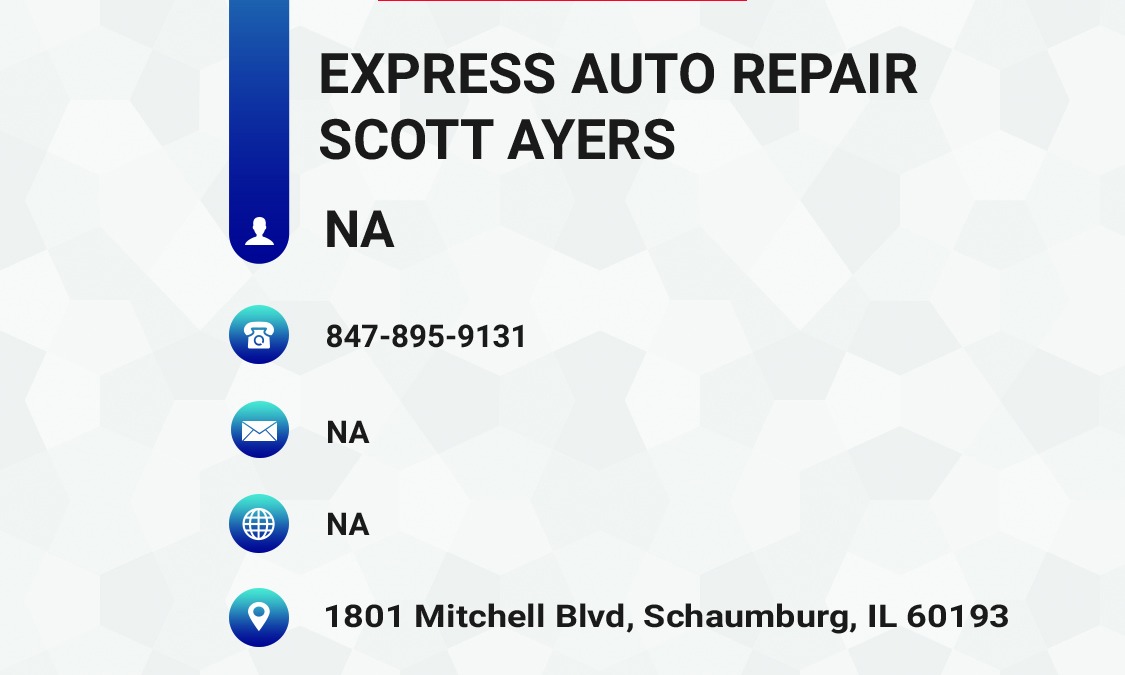 EXPRESS AUTO REPAIR
SCOTT AYERS
NA
847-895-9131
NA
NA
1801 Mitchell Blvd, Schaumburg, IL 60193